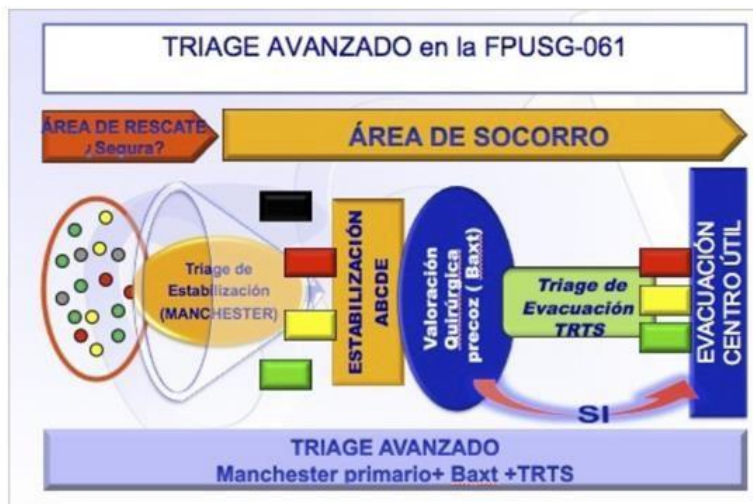 TRIAGE AVANZADO en la FPUSG-061
ÁREA DE RESCATE
¿Segura?
ÁREA DE SOCORRO
Triage de
Estabilización
(MANCHESTER)
ESTABILIZACIÓN
ABCDE
Valoración
Quirúrgica
precoz ( Baxt)
Triage de
Evacuación
TRTS
EVACUACIÓN
CENTRO ÚTIL
SI
TRIAGE AVANZADO
Manchester primario+ Baxt +TRTS